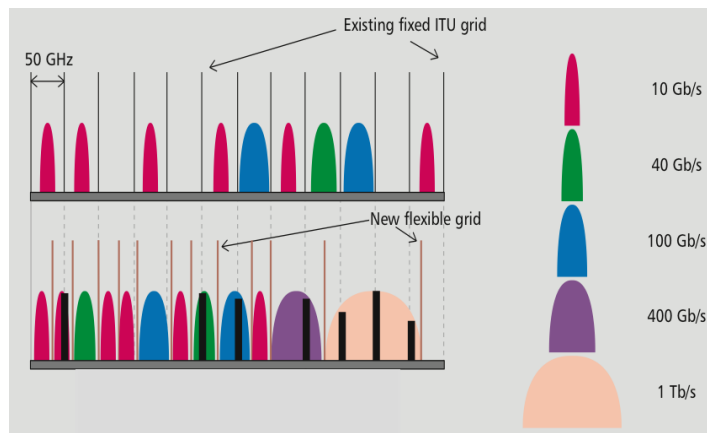 Existing fixed ITU grid
50 GHz
10 Gb/s
40 Gb/s
New flexible grid
100 Gb/s
400 Gb/s
1 Tb/s